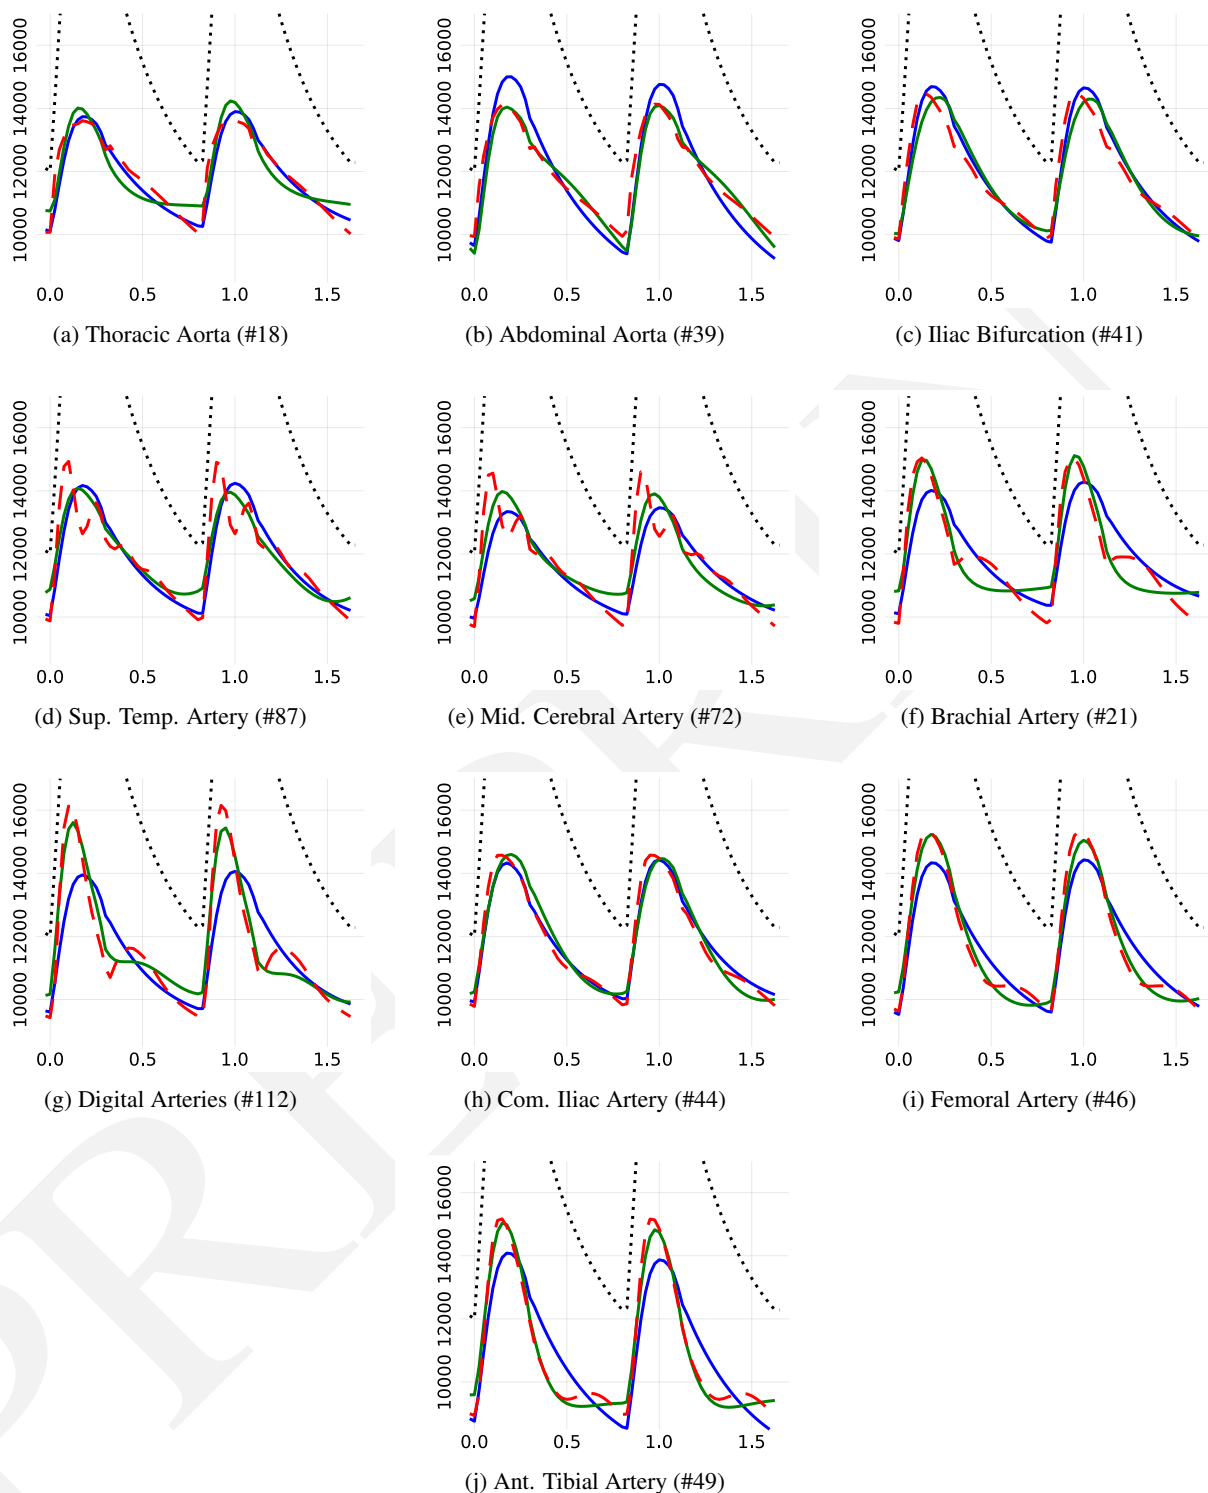 16000 14000 12000 10000
0.0 0.5 1.0 1.5
(a) Thoracic Aorta (#18)
16000 14000 12000 10000
0.0 0.5 1.0 1.5
(b) Abdominal Aorta (#39)
16000 14000 12000 10000
0.0 0.5 1.0 1.5
(c) Iliac Bifurcation (#41)
16000 14000 12000 10000
0.0 0.5 1.0 1.5
(d) Sup. Temp. Artery (#87)
16000 14000 12000 10000
0.0 0.5 1.0 1.5
(e) Mid. Cerebral Artery (#72)
16000 14000 12000 10000
0.0 0.5 1.0 1.5
(f) Brachial Artery (#21)
16000 14000 12000 10000
0.0 0.5 1.0 1.5
(g) Digital Arteries (#112)
16000 14000 12000 10000
0.0 0.5 1.0 1.5
(h) Com. Iliac Artery (#44)
16000 14000 12000 10000
0.0 0.5 1.0 1.5
(i) Femoral Artery (#46)
16000 14000 12000 10000
0.0 0.5 1.0 1.5
(j) Ant. Tibial Artery (#49)